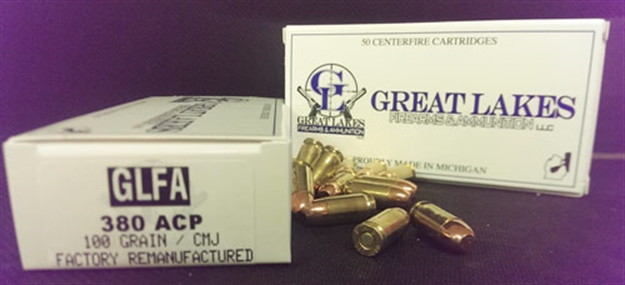 GLFA
380 ACP
100 GRAIN / CMJ
FACTORY REMANUFACTURED
50 CENTERFIRE CARTRIDGES
GL
GREAT LAKES
FIREARMS & AMMUNITION
GREAT LAKES
FIREARMS & AMMUNITION LLC
PROUDLY MADE IN MICHIGAN